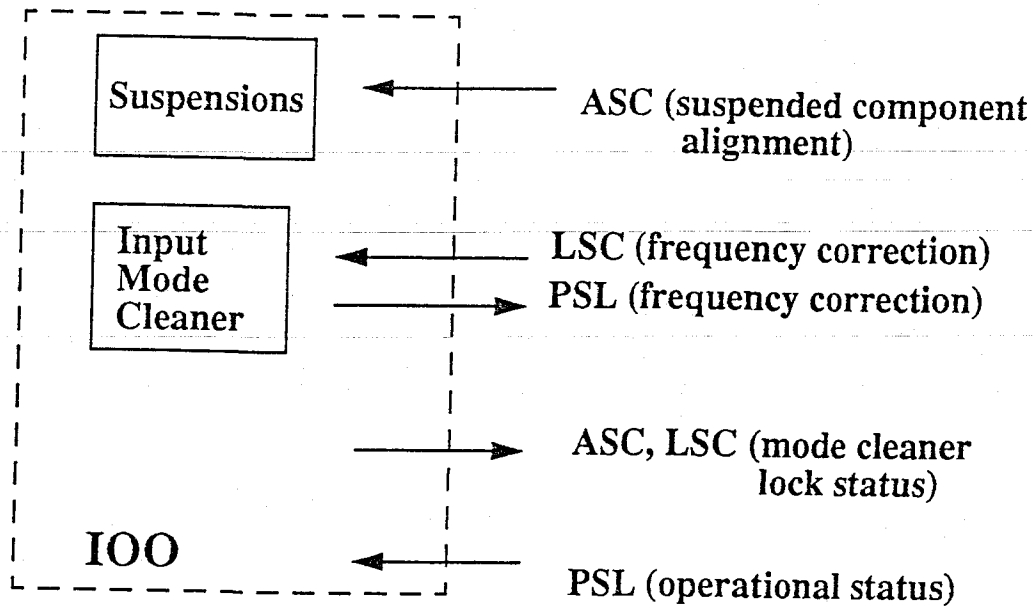 Suspensions
ASC (suspended component
alignment)
Input
Mode
Cleaner
LSC (frequency correction)
PSL (frequency correction)
ASC, LSC (mode cleaner
lock status)
IOO
PSL (operational status)